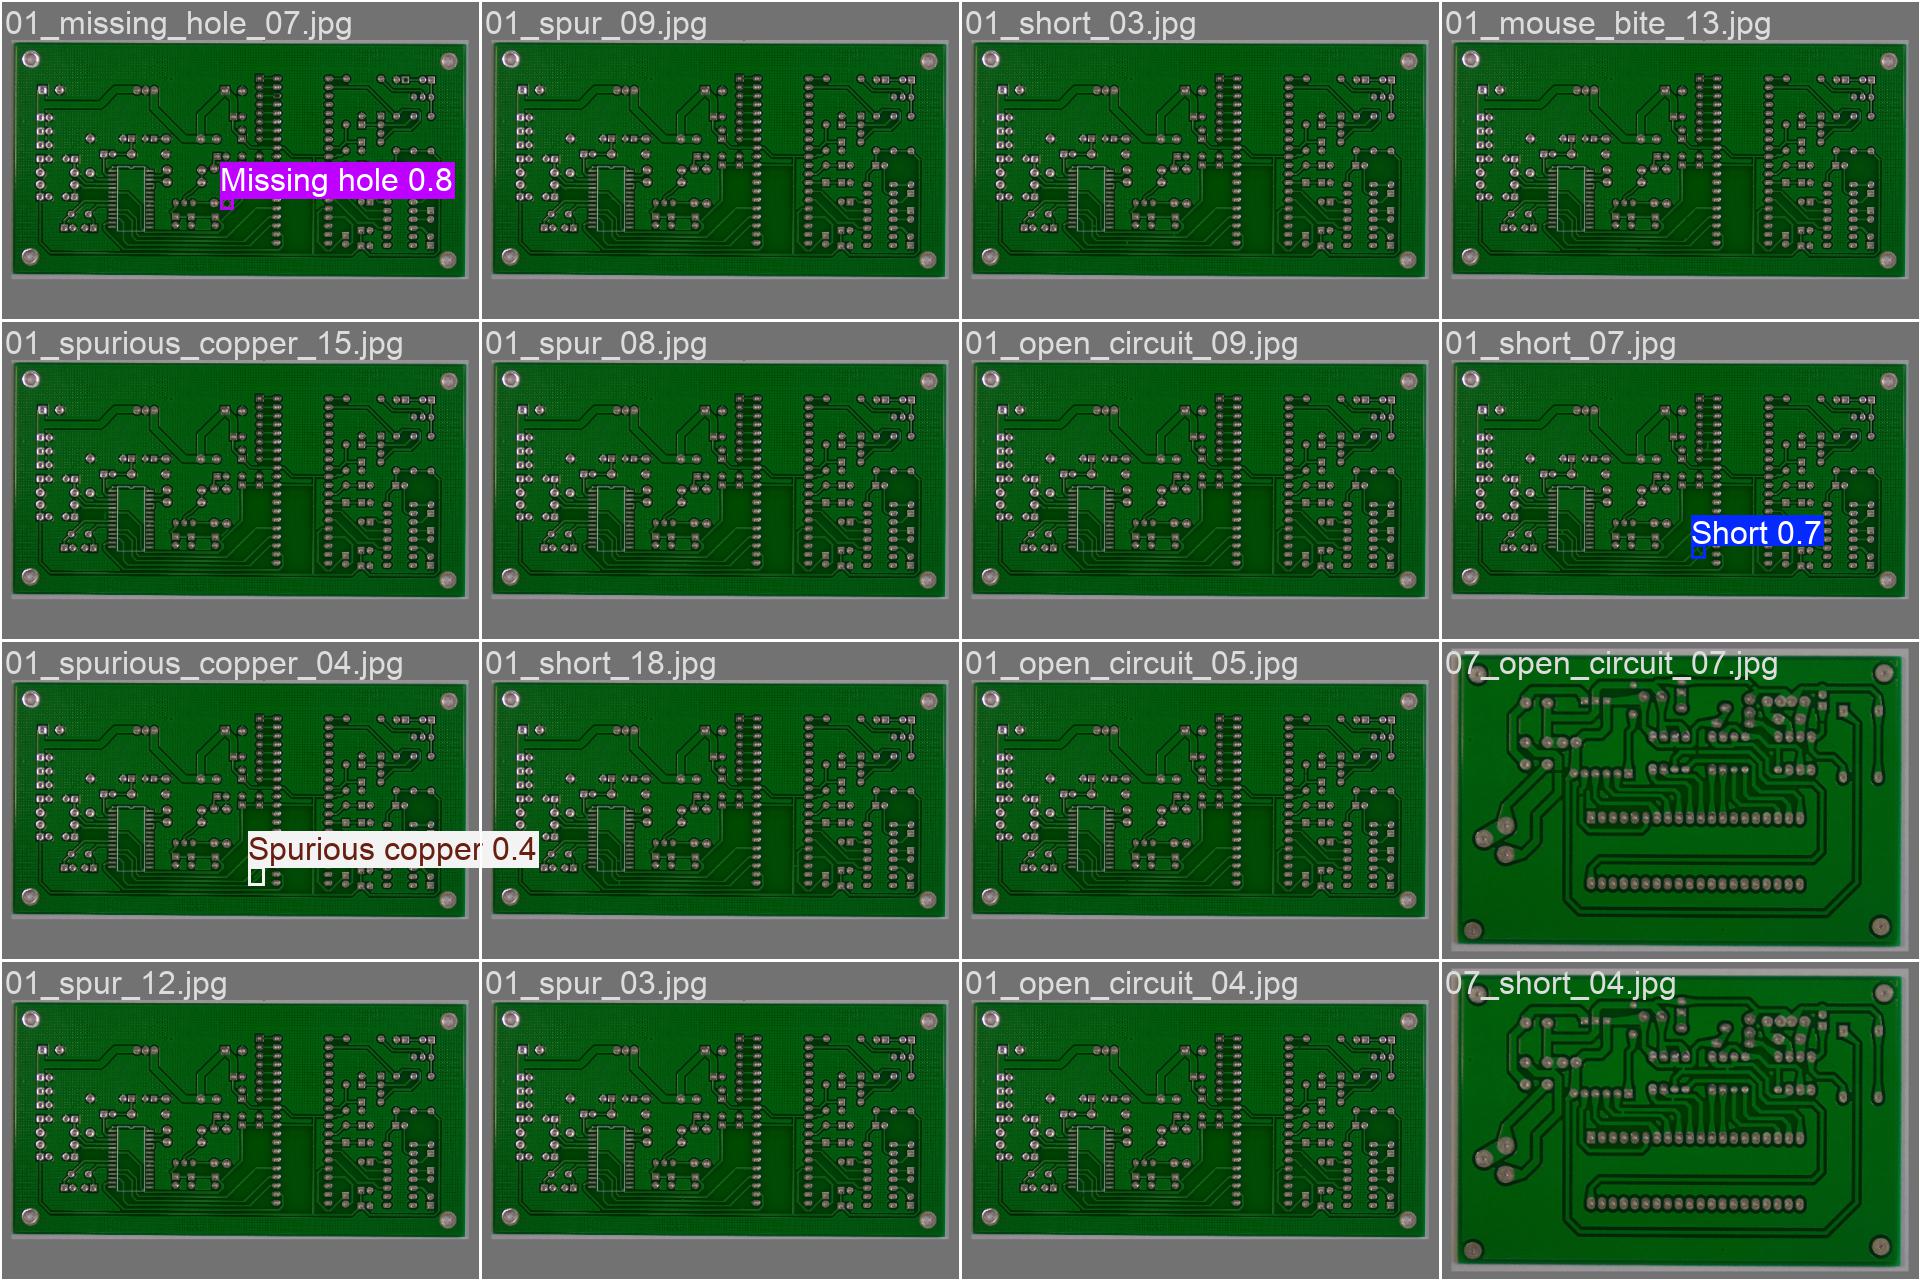 01_missing_hole_07.jpg
01_spur_09.jpg
01_short_03.jpg
01_mouse_bite_13.jpg
Missing hole 0.8
01_spurious_copper_15.jpg
01_spur_08.jpg
01_open_circuit_09.jpg
01_short_07.jpg
Short 0.7
01_spurious_copper_04.jpg
01_short_18.jpg
01_open_circuit_05.jpg
07_open_circuit_07.jpg
Spurious copper 0.4
01_spur_12.jpg
01_spur_03.jpg
01_open_circuit_04.jpg
07_short_04.jpg